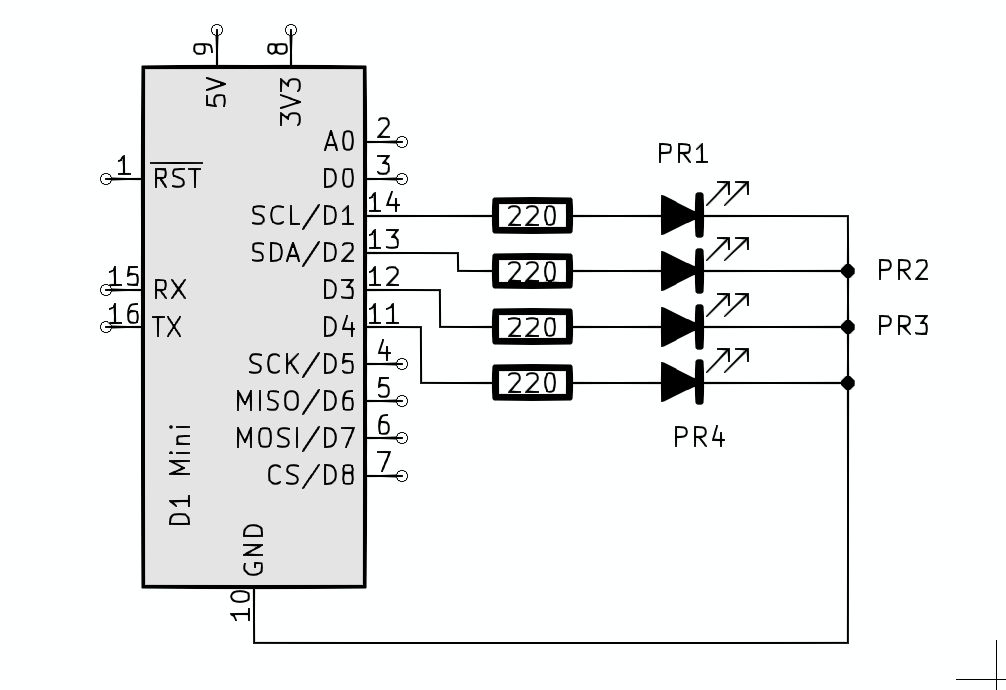 9
8
5V
3V3
A0
2
1
RST
D0
3
SCL/D1
14
220
PR1
SDA/D2
13
220
PR2
15
RX
D3
12
220
PR3
16
TX
D4
11
220
PR4
SCK/D5
4
MISO/D6
5
MOSI/D7
6
CS/D8
7
D1 Mini
GND
10